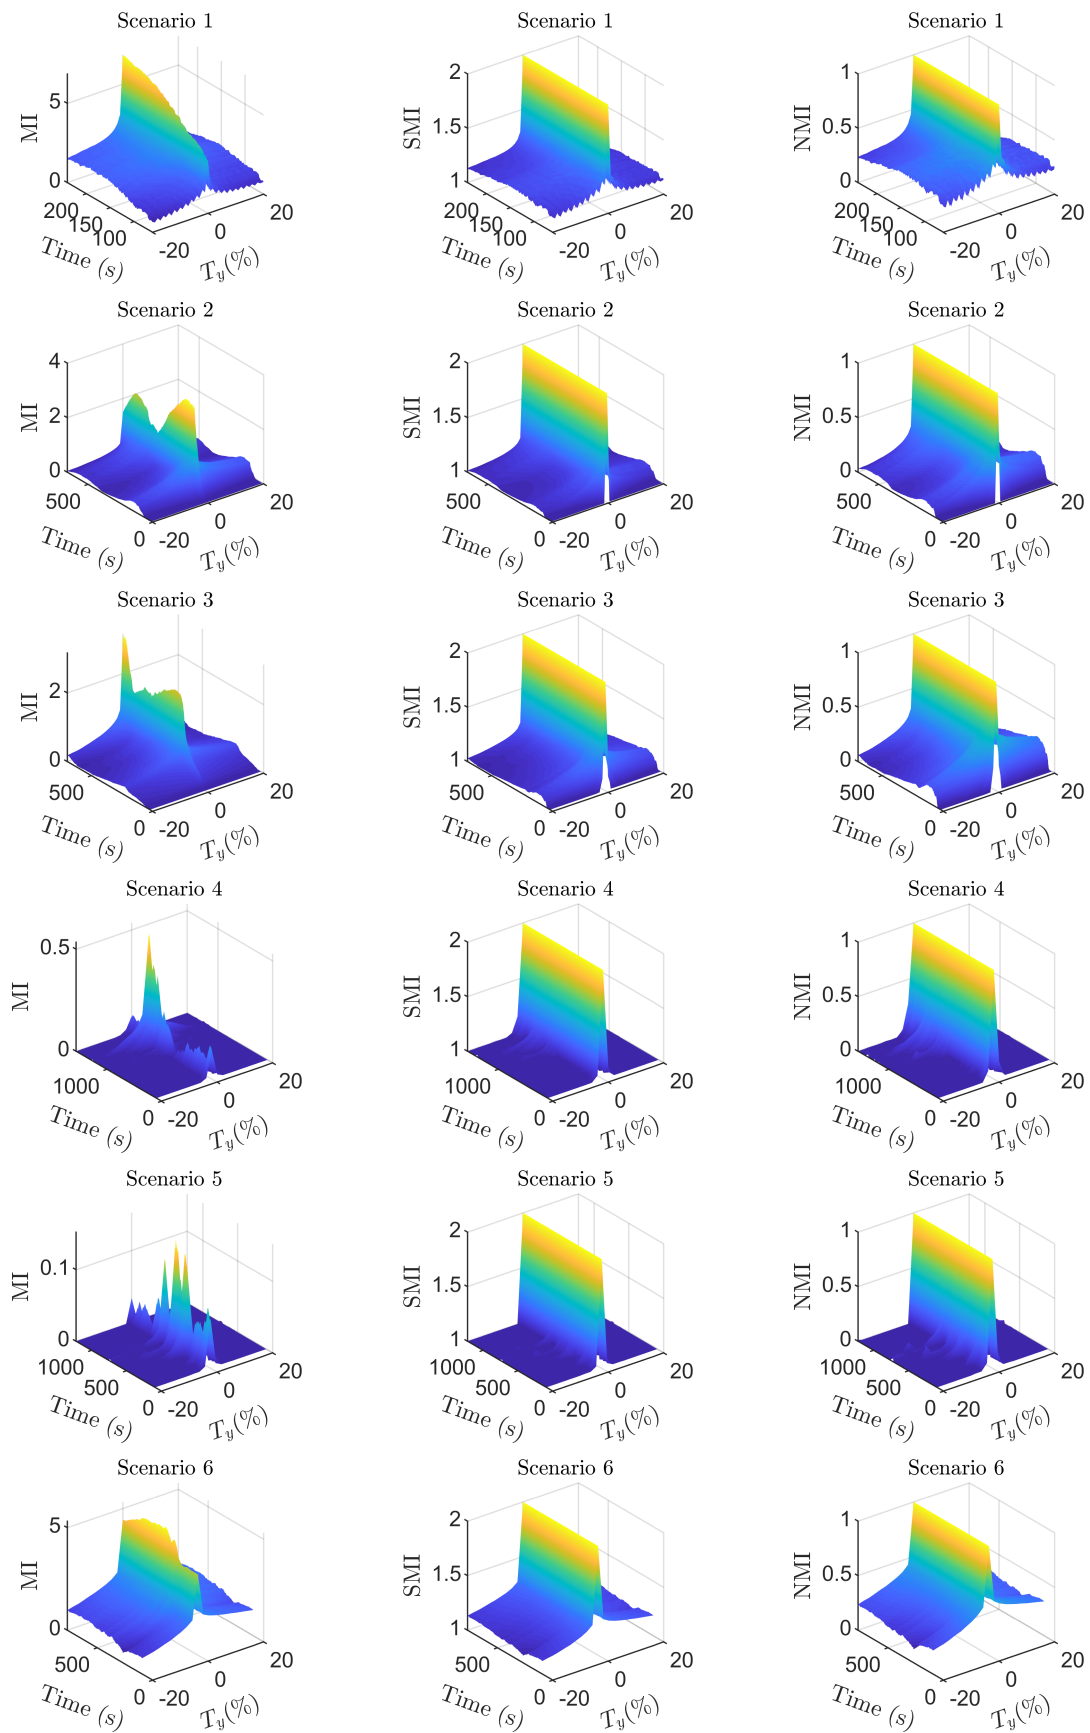 Scenario 1 Scenario 1 Scenario 1
MI 5 0 200 150 100 Time (s) -20 0 20 Ty(%)
SMI 2 1.5 1 200 150 100 Time (s) -20 0 20 Ty(%)
NMI 1 0.5 0 200 150 100 Time (s) -20 0 20 Ty(%)
Scenario 2 Scenario 2 Scenario 2
MI 4 2 0 500 0 Time (s) -20 0 20 Ty(%)
SMI 2 1.5 1 500 0 Time (s) -20 0 20 Ty(%)
NMI 1 0.5 0 500 0 Time (s) -20 0 20 Ty(%)
Scenario 3 Scenario 3 Scenario 3
MI 2 0 500 0 Time (s) -20 0 20 Ty(%)
SMI 2 1.5 1 500 0 Time (s) -20 0 20 Ty(%)
NMI 1 0.5 0 500 0 Time (s) -20 0 20 Ty(%)
Scenario 4 Scenario 4 Scenario 4
MI 0.5 0 1000 0 Time (s) -20 0 20 Ty(%)
SMI 2 1.5 1 1000 0 Time (s) -20 0 20 Ty(%)
NMI 1 0.5 0 1000 0 Time (s) -20 0 20 Ty(%)
Scenario 5 Scenario 5 Scenario 5
MI 0.1 0 1000 500 0 Time (s) -20 0 20 Ty(%)
SMI 2 1.5 1 1000 500 0 Time (s) -20 0 20 Ty(%)
NMI 1 0.5 0 1000 500 0 Time (s) -20 0 20 Ty(%)
Scenario 6 Scenario 6 Scenario 6
MI 5 0 500 0 Time (s) -20 0 20 Ty(%)
SMI 2 1.5 1 500 0 Time (s) -20 0 20 Ty(%)
NMI 1 0.5 0 500 0 Time (s) -20 0 20 Ty(%)